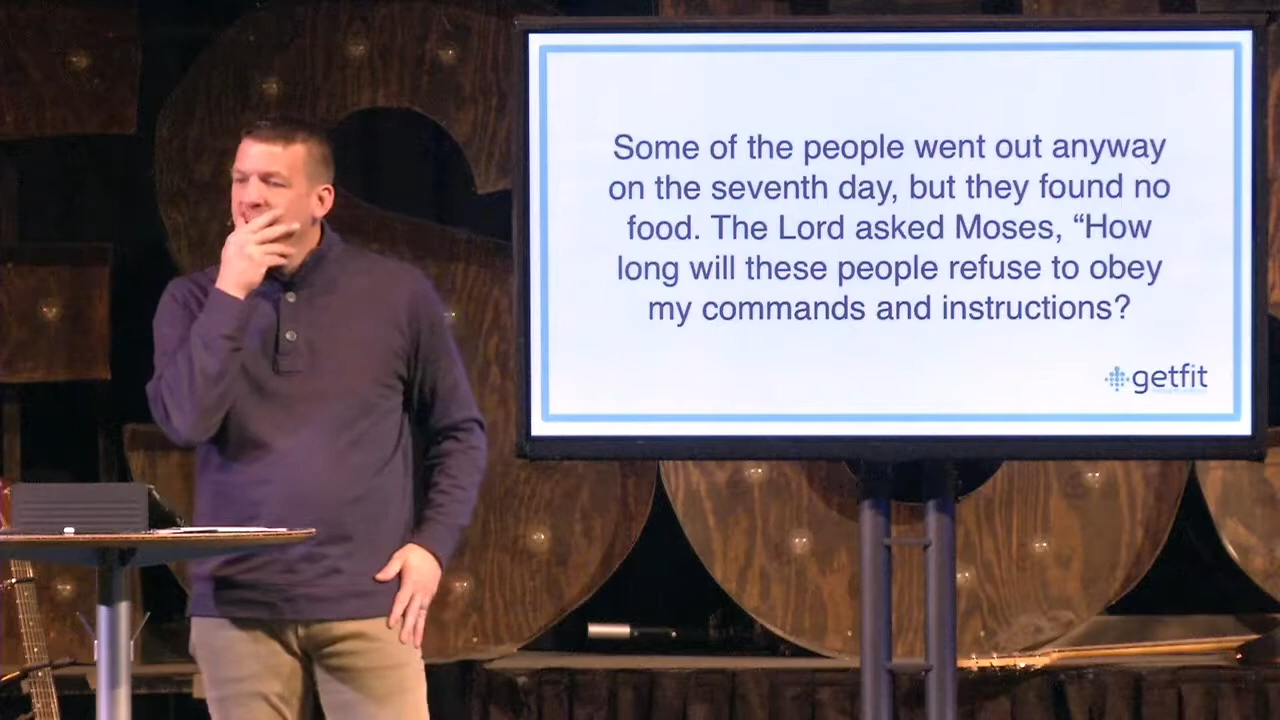 Some of the people went out anyway
on the seventh day, but they found no
food. The Lord asked Moses, “How
long will these people refuse to obey
my commands and instructions?
getfit